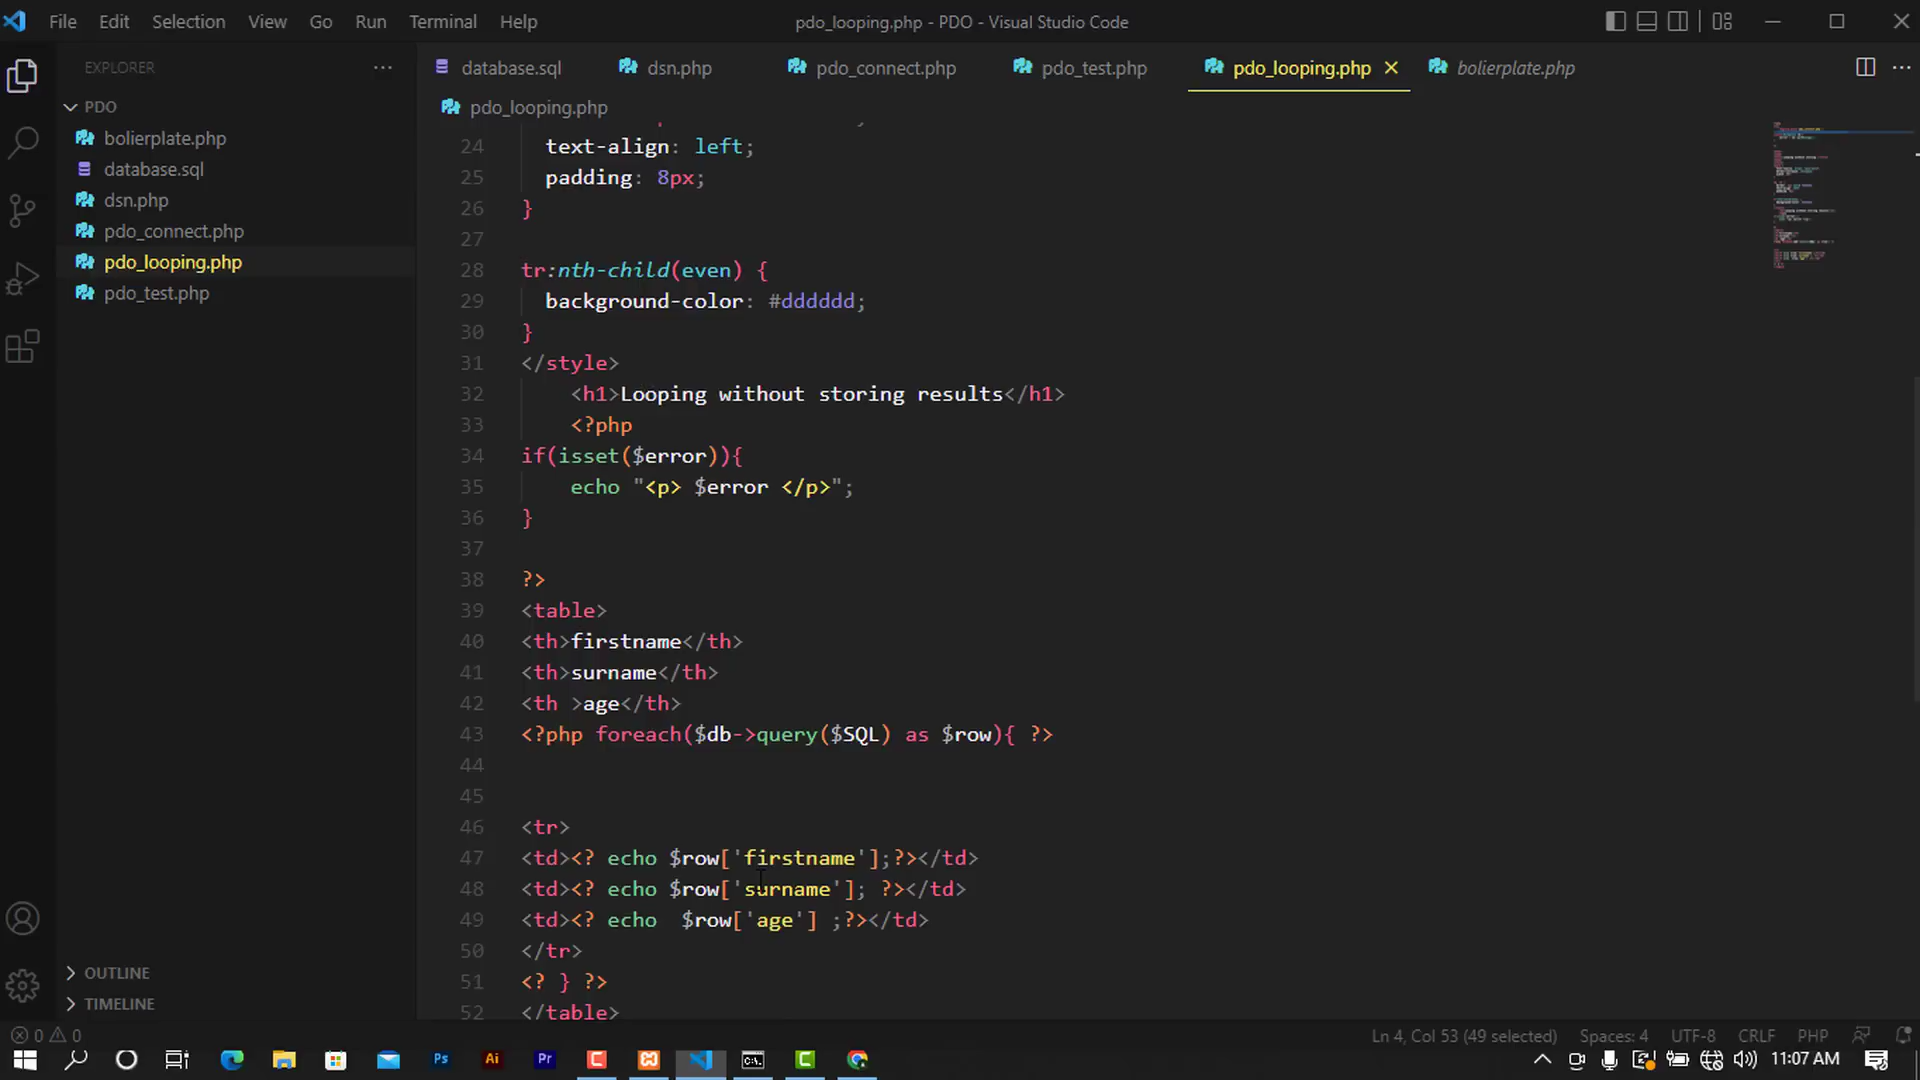 File Edit Selection View Go Run Terminal Help
pdo_looping.php - PDO - Visual Studio Code
EXPLORER
PDO
bolierplate.php
database.sql
dsn.php
pdo_connect.php
pdo_looping.php
pdo_test.php
OUTLINE
TIMELINE
database.sql dsn.php pdo_connect.php pdo_test.php pdo_looping.php bolierplate.php
pdo_looping.php
24 text-align: left;
25 padding: 8px;
26 }
27
28 tr:nth-child(even) {
29 background-color: #dddddd;
30 }
31 </style>
32 <h1>Looping without storing results</h1>
33 <?php
34 if(isset($error)){
35 echo "<p> $error </p>";
36 }
37
38 ?>
39 <table>
40 <th>firstname</th>
41 <th>surname</th>
42 <th >age</th>
43 <?php foreach($db->query($SQL) as $row){ ?>
44
45
46 <tr>
47 <td><? echo $row['firstname'];?></td>
48 <td><? echo $row['surname']; ?></td>
49 <td><? echo  $row['age'] ;?></td>
50 </tr>
51 <? } ?>
52 </table>
0 0
Ln 4, Col 53 (49 selected) Spaces: 4 UTF-8 CRLF PHP
Ps Ai Pr
11:07 AM